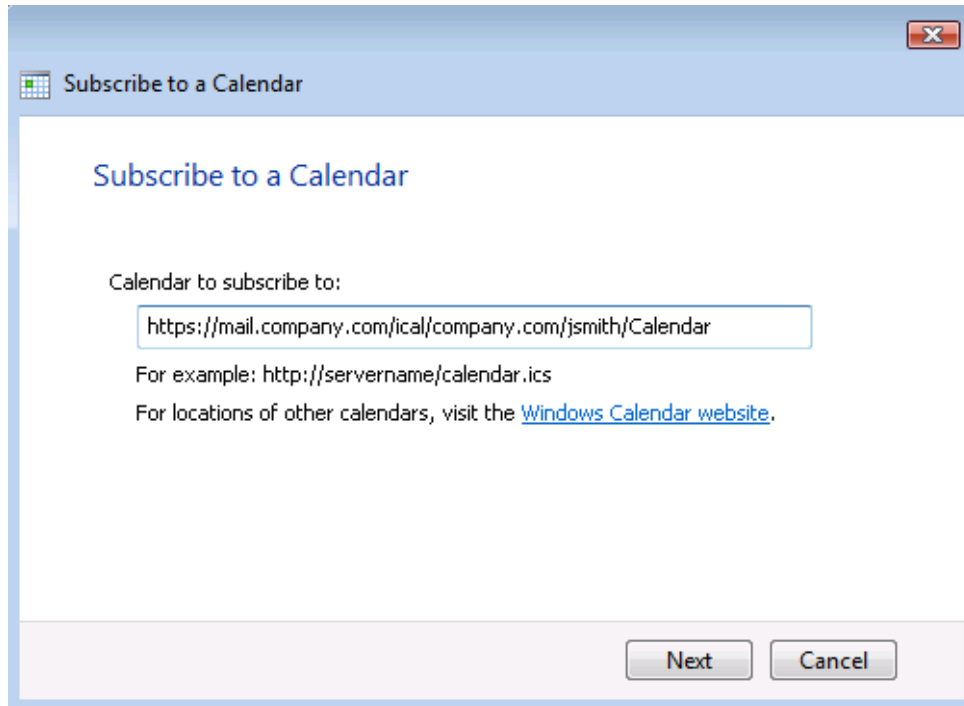 Subscribe to a Calendar
Subscribe to a Calendar
Calendar to subscribe to:
https://mail.company.com/ical/company.com/jsmith/Calendar
For example: http://servername/calendar.ics
For locations of other calendars, visit the Windows Calendar website.
Next Cancel